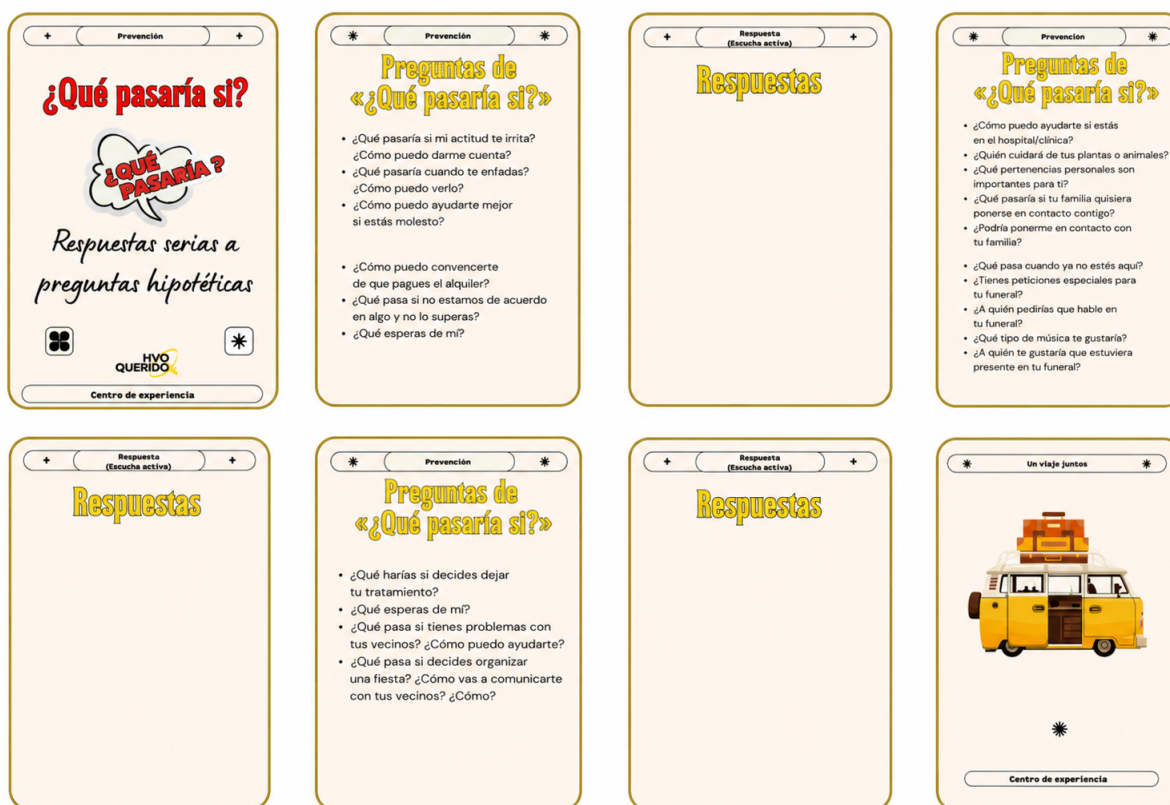 Prevención
¿Qué pasaría si?
¿QUÉ
PASARÍA ?
Respuestas serias a
preguntas hipotéticas
HVO
QUERIDO
Centro de experiencia
Prevención
Preguntas de
«¿Qué pasaría si?»
• ¿Qué pasaría si mi actitud te irrita?
¿Cómo puedo darme cuenta?
• ¿Qué pasaría cuando te enfadas?
¿Cómo puedo verlo?
• ¿Cómo puedo ayudarte mejor
si estás molesto?
• ¿Cómo puedo convencerte
de que pagues el alquiler?
• ¿Qué pasa si no estamos de acuerdo
en algo y no lo superas?
• ¿Qué esperas de mí?
Respuesta
(Escucha activa)
Respuestas
Prevención
Preguntas de
«¿Qué pasaría si?»
• ¿Cómo puedo ayudarte si estás
en el hospital/clínica?
• ¿Quién cuidará de tus plantas o animales?
• ¿Qué pertenencias personales son
importantes para ti?
• ¿Qué pasaría si tu familia quisiera
ponerse en contacto contigo?
• ¿Podría ponerme en contacto con
tu familia?
• ¿Qué pasa cuando ya no estés aquí?
• ¿Tienes peticiones especiales para
tu funeral?
• ¿A quién pedirías que hable en
tu funeral?
• ¿Qué tipo de música te gustaría?
• ¿A quién te gustaría que estuviera
presente en tu funeral?
Respuesta
(Escucha activa)
Respuestas
Prevención
Preguntas de
«¿Qué pasaría si?»
• ¿Qué harías si decides dejar
tu tratamiento?
• ¿Qué esperas de mí?
• ¿Qué pasa si tienes problemas con
tus vecinos? ¿Cómo puedo ayudarte?
• ¿Qué pasa si decides organizar
una fiesta? ¿Cómo vas a comunicarte
con tus vecinos? ¿Cómo?
Respuesta
(Escucha activa)
Respuestas
Un viaje juntos
Centro de experiencia